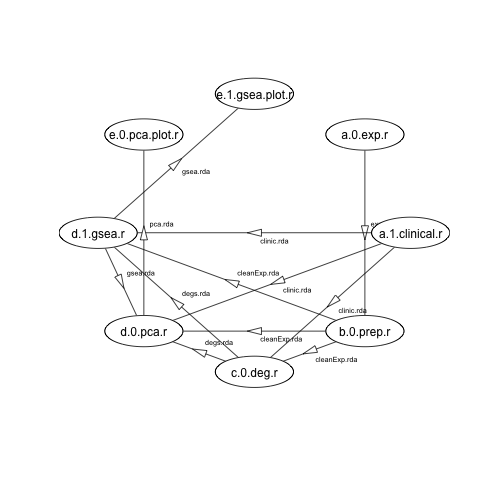 e.1.gsea.plot.r
e.0.pca.plot.r
a.0.exp.r
gsea.rda
pca.rda
d.1.gsea.r
a.1.clinical.r
clinic.rda
gsea.rda
cleanExp.rda
clinic.rda
degs.rda
clinic.rda
d.0.pca.r
b.0.prep.r
degs.rda
cleanExp.rda
cleanExp.rda
c.0.deg.r